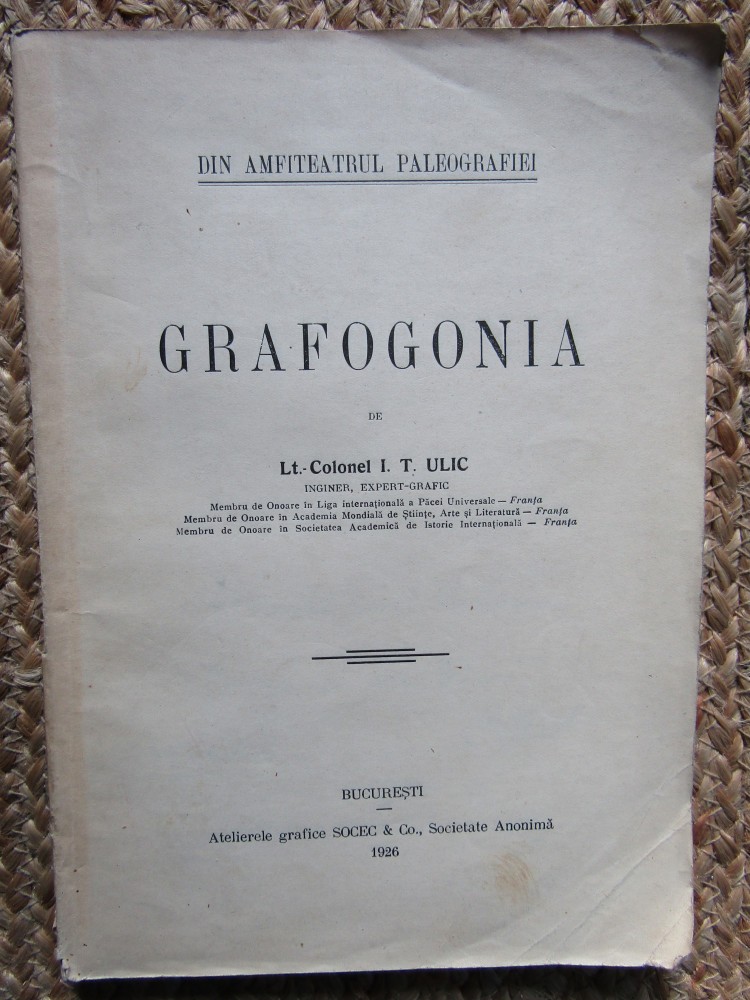 DIN AMFITEATRUL PALEOGRAFIEI
GRAFOGONIA
DE
Lt.-Colonel I. T. ULIC
INGINER, EXPERT-GRAFIC
Membru de Onoare în Liga internațională a Păcei Universale — Franța
Membru de Onoare în Academia Mondială de Științe, Arte și Literatură — Franța
Membru de Onoare în Societatea Academică de Istorie Internațională — Franța
BUCUREȘTI
Atelierele grafice SOCEC & Co., Societate Anonimă
1926